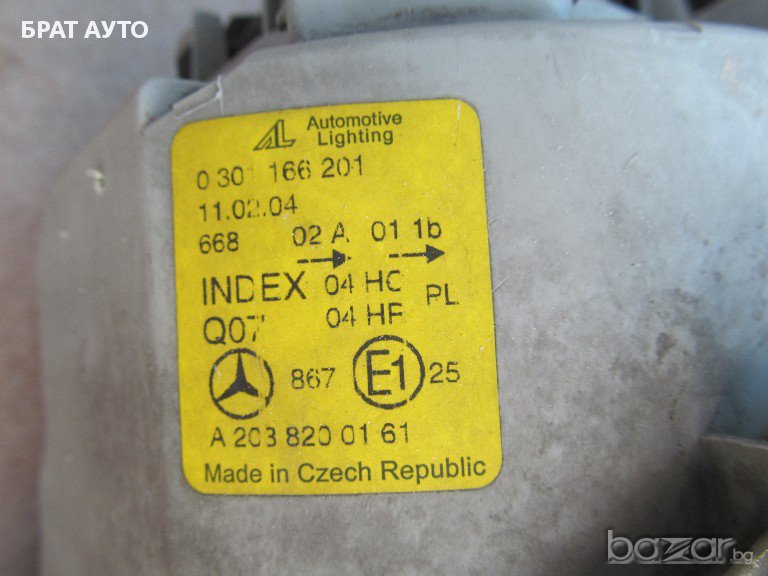 БРАТ АУТО
Automotive
Lighting
0 301 166 201
11.02.04
668 02 A 01 1b
INDEX 04 HC PL
Q07 04 HR
867 E1 25
A 203 820 01 61
Made in Czech Republic
bazar.bg